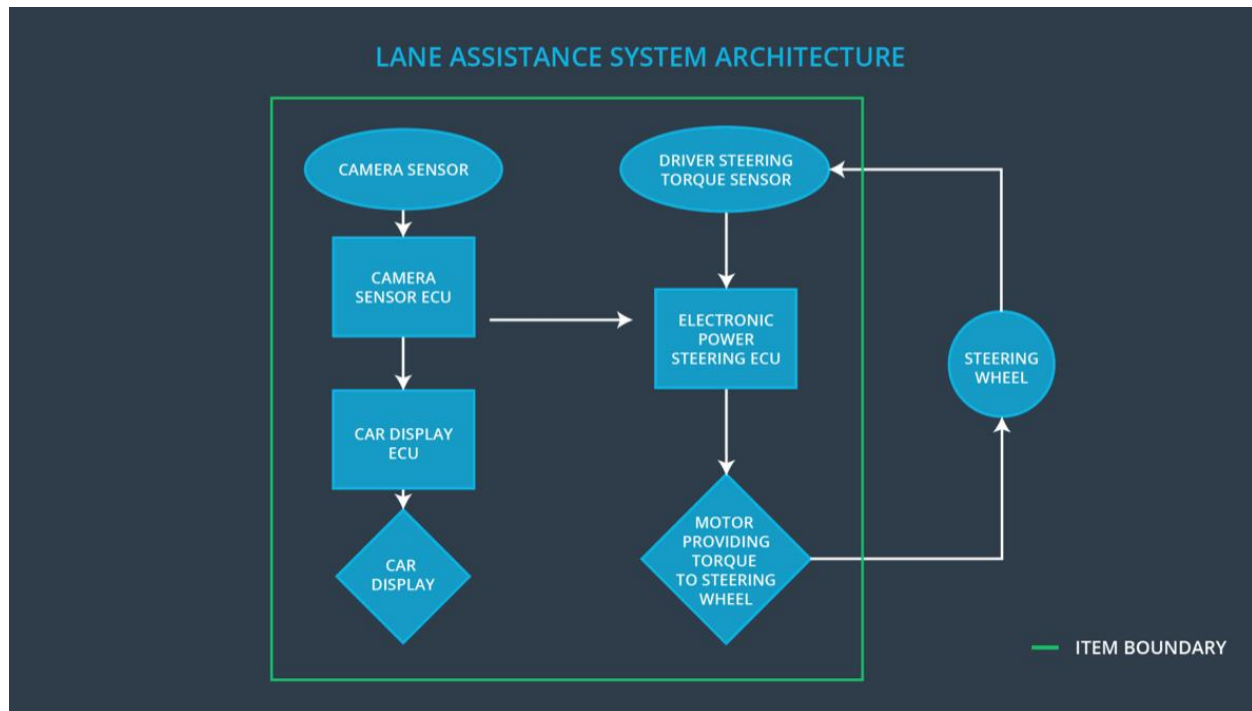 LANE ASSISTANCE SYSTEM ARCHITECTURE
CAMERA SENSOR
CAMERA
SENSOR ECU
CAR DISPLAY
ECU
CAR
DISPLAY
DRIVER STEERING
TORQUE SENSOR
ELECTRONIC
POWER
STEERING ECU
MOTOR
PROVIDING
TORQUE
TO STEERING
WHEEL
STEERING
WHEEL
ITEM BOUNDARY